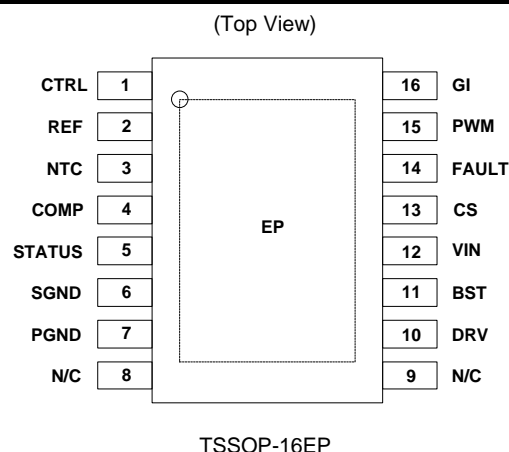 (Top View)
CTRL 1 16 GI
REF 2 15 PWM
NTC 3 14 FAULT
COMP 4 13 CS
EP
STATUS 5 12 VIN
SGND 6 11 BST
PGND 7 10 DRV
N/C 8 9 N/C
TSSOP-16EP